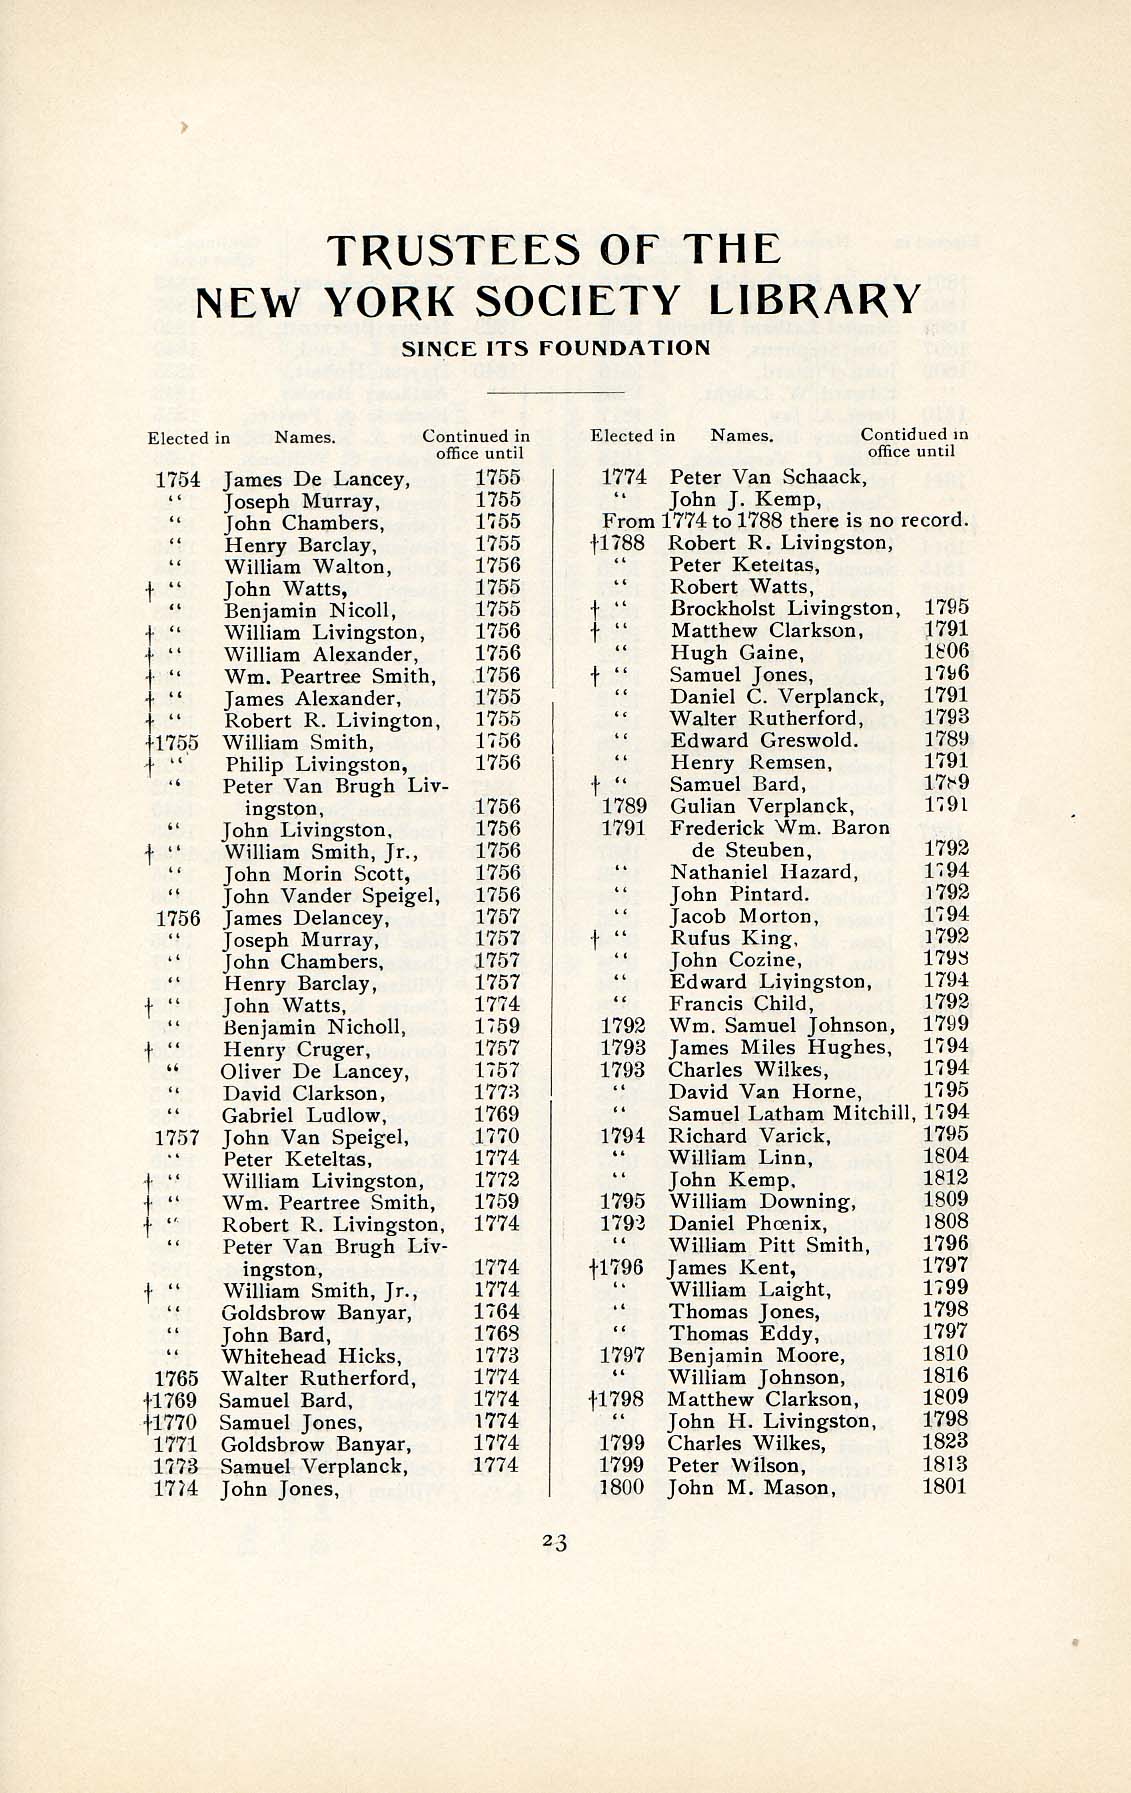 TRUSTEES OF THE
NEW YORK SOCIETY LIBRARY
SINCE ITS FOUNDATION
Elected in Names. Continued in
office until
1754 James De Lancey, 1755
“ Joseph Murray, 1755
“ John Chambers, 1755
“ Henry Barclay, 1755
“ William Walton, 1756
† “ John Watts, 1755
“ Benjamin Nicoll, 1755
† “ William Livingston, 1756
† “ William Alexander, 1756
† “ Wm. Peartree Smith, 1756
† “ James Alexander, 1755
† “ Robert R. Livington, 1755
†1755 William Smith, 1756
† “ Philip Livingston, 1756
“ Peter Van Brugh Liv-
ingston, 1756
“ John Livingston, 1756
† “ William Smith, Jr., 1756
“ John Morin Scott, 1756
“ John Vander Speigel, 1756
1756 James Delancey, 1757
“ Joseph Murray, 1757
“ John Chambers, 1757
“ Henry Barclay, 1757
† “ John Watts, 1774
“ Benjamin Nicholl, 1759
† “ Henry Cruger, 1757
“ Oliver De Lancey, 1757
“ David Clarkson, 1773
“ Gabriel Ludlow, 1769
1757 John Van Speigel, 1770
“ Peter Keteltas, 1774
† “ William Livingston, 1772
† “ Wm. Peartree Smith, 1759
† “ Robert R. Livingston, 1774
“ Peter Van Brugh Liv-
ingston, 1774
† “ William Smith, Jr., 1774
“ Goldsbrow Banyar, 1764
“ John Bard, 1768
“ Whitehead Hicks, 1773
1765 Walter Rutherford, 1774
†1769 Samuel Bard, 1774
†1770 Samuel Jones, 1774
1771 Goldsbrow Banyar, 1774
1773 Samuel Verplanck, 1774
1774 John Jones,
Elected in Names. Contidued in
office until
1774 Peter Van Schaack,
“ John J. Kemp,
From 1774 to 1788 there is no record.
†1788 Robert R. Livingston,
“ Peter Keteltas,
“ Robert Watts,
† “ Brockholst Livingston, 1795
† “ Matthew Clarkson, 1791
“ Hugh Gaine, 1806
† “ Samuel Jones, 1796
“ Daniel C. Verplanck, 1791
“ Walter Rutherford, 1793
“ Edward Greswold. 1789
“ Henry Remsen, 1791
† “ Samuel Bard, 1789
1789 Gulian Verplanck, 1791
1791 Frederick Wm. Baron
de Steuben, 1792
“ Nathaniel Hazard, 1794
“ John Pintard. 1792
“ Jacob Morton, 1794
† “ Rufus King, 1792
“ John Cozine, 1798
“ Edward Livingston, 1794
“ Francis Child, 1792
1792 Wm. Samuel Johnson, 1799
1793 James Miles Hughes, 1794
1793 Charles Wilkes, 1794
“ David Van Horne, 1795
“ Samuel Latham Mitchill, 1794
1794 Richard Varick, 1795
“ William Linn, 1804
“ John Kemp, 1812
1795 William Downing, 1809
Daniel Phœnix, 1808
“ William Pitt Smith, 1796
†1796 James Kent, 1797
“ William Laight, 1799
“ Thomas Jones, 1798
“ Thomas Eddy, 1797
1797 Benjamin Moore, 1810
“ William Johnson, 1816
†1798 Matthew Clarkson, 1809
“ John H. Livingston, 1798
1799 Charles Wilkes, 1823
1799 Peter Wilson, 1813
1800 John M. Mason, 1801
23